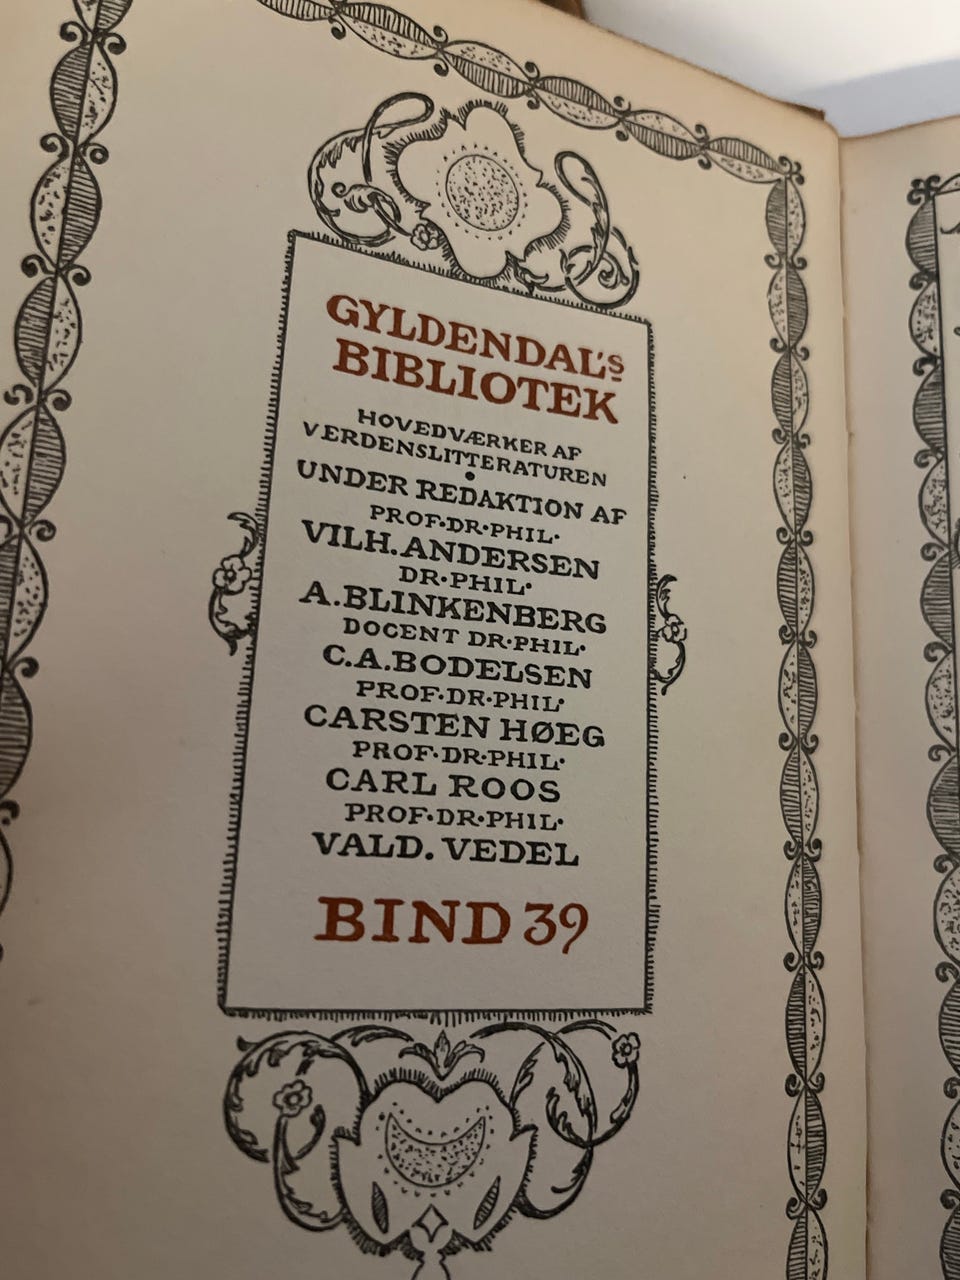 GYLDENDAL's
BIBLIOTEK
HOVEDVÆRKER AF
VERDENSLITTERATUREN
•
UNDER REDAKTION AF
PROF·DR·PHIL·
VILH. ANDERSEN
DR·PHIL·
A. BLINKENBERG
DOCENT DR·PHIL·
C.A. BODELSEN
PROF·DR·PHIL·
CARSTEN HØEG
PROF·DR·PHIL·
CARL ROOS
PROF·DR·PHIL·
VALD. VEDEL
BIND 39